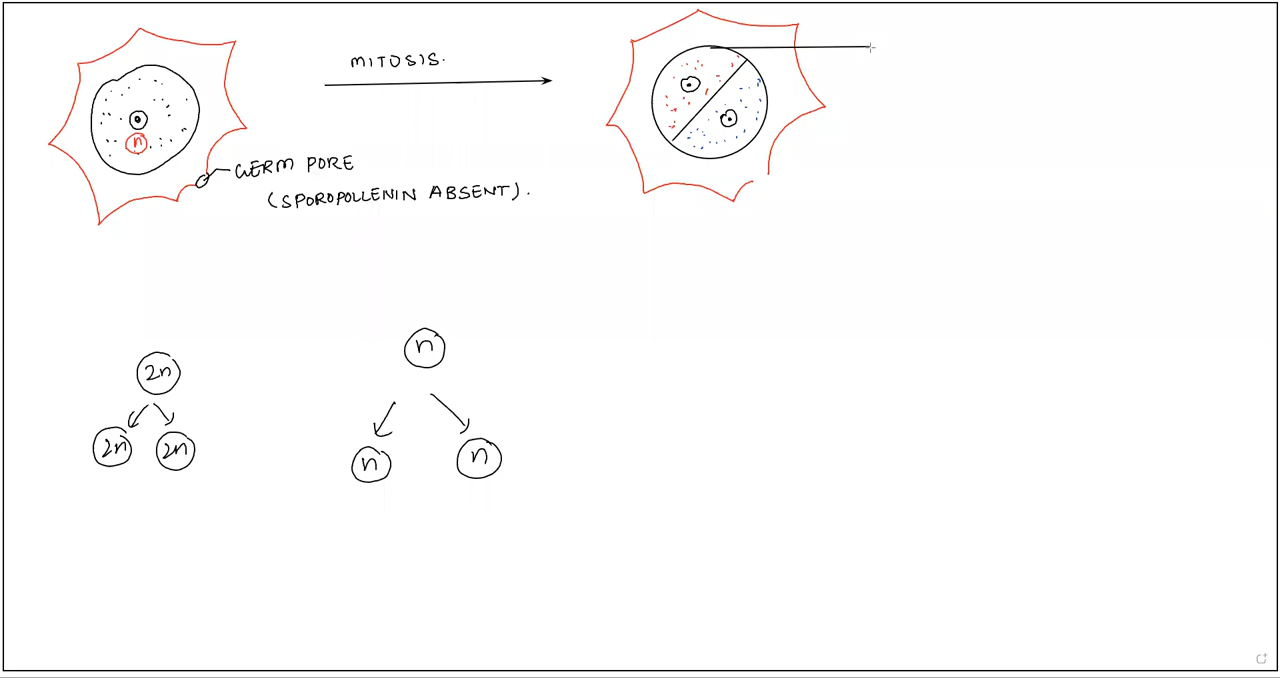 MITOSIS.
n
GERM PORE
(SPOROPOLLENIN ABSENT).
n
2n
2n 2n
n n